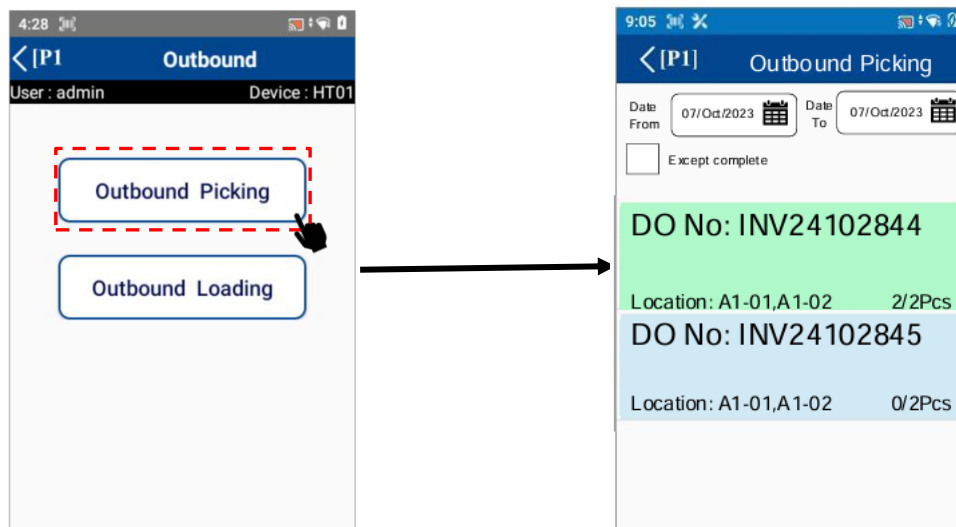 4:28
[P1 Outbound
User : admin Device : HT01
Outbound Picking
Outbound Loading
9:05
[P1] Outbound Picking
Date From 07/Oct/2023 Date To 07/Oct/2023
Except complete
DO No: INV24102844
Location: A1-01,A1-02 2/2Pcs
DO No: INV24102845
Location: A1-01,A1-02 0/2Pcs